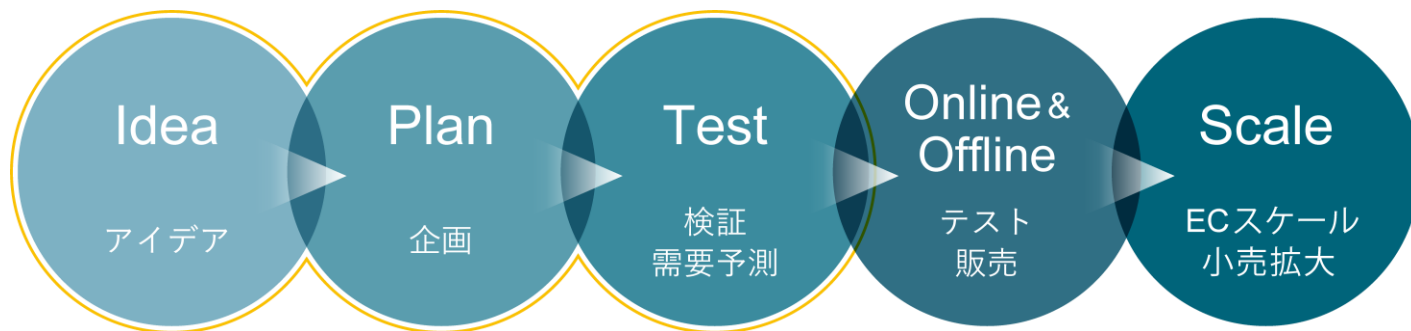 Idea
アイデア
Plan
企画
Test
検証
需要予測
Online &
Offline
テスト
販売
Scale
ECスケール
小売拡大